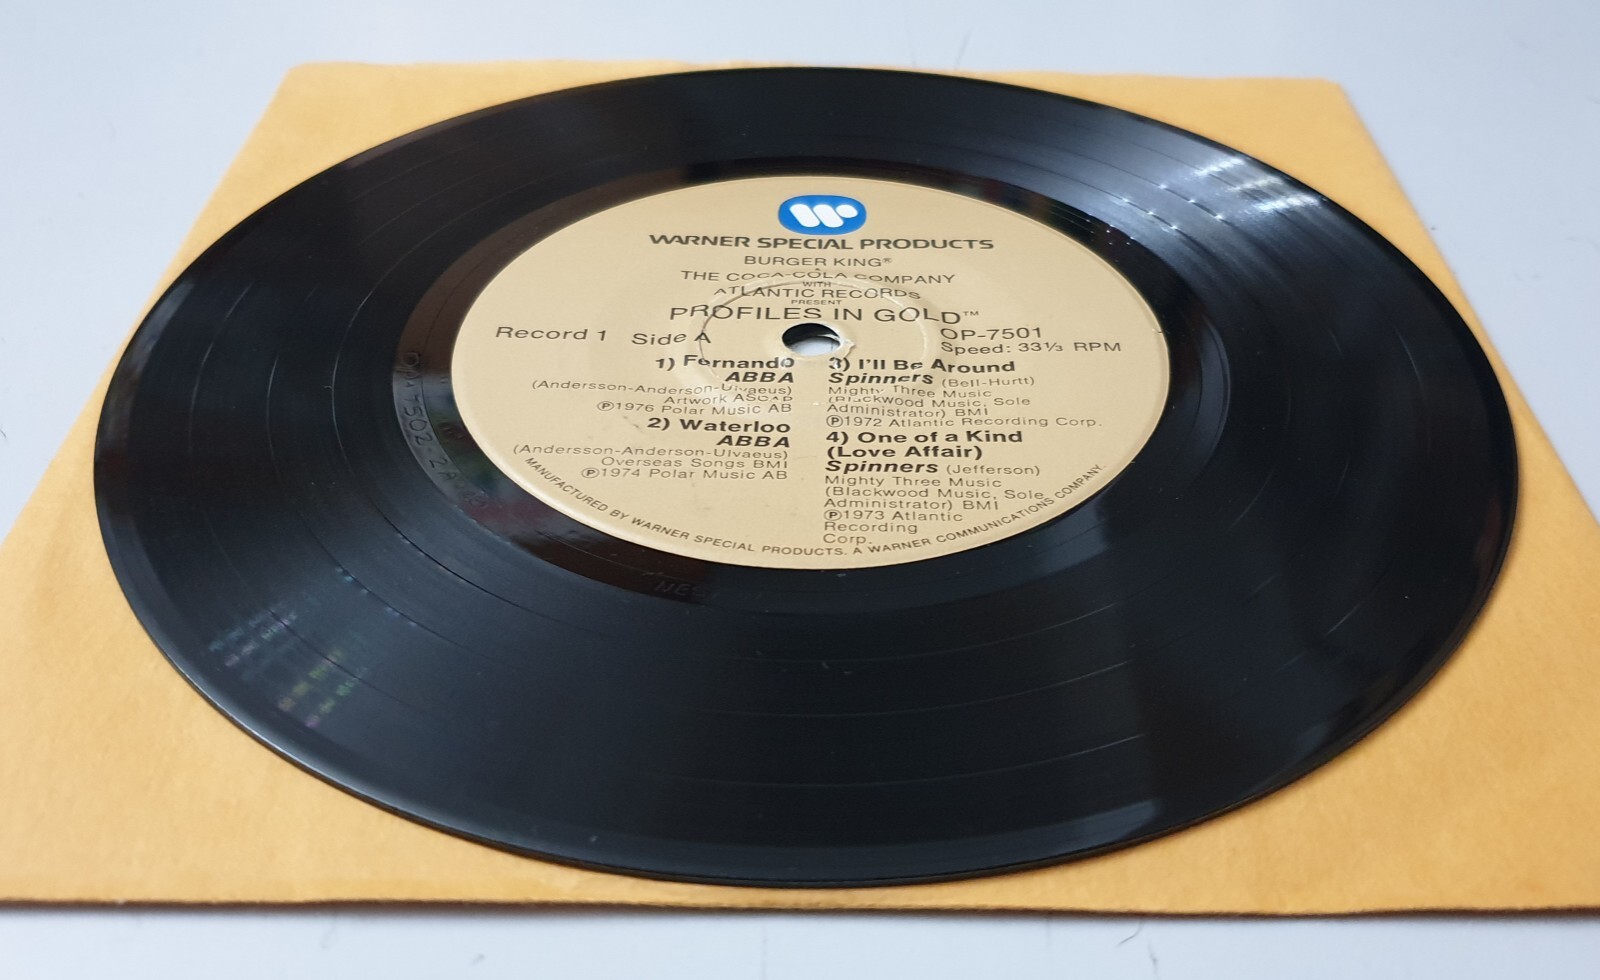 WARNER SPECIAL PRODUCTS
BURGER KING®
&
THE COCA-COLA COMPANY
WITH
ATLANTIC RECORDS
PRESENT
PROFILES IN GOLD™
Record 1 Side A
OP-7501
Speed: 33⅓ RPM
1) Fernando
ABBA
(Andersson-Anderson-Ulvaeus)
Artwork ASCAP
Ⓟ1976 Polar Music AB
2) Waterloo
ABBA
(Andersson-Anderson-Ulvaeus)
Overseas Songs BMI
Ⓟ1974 Polar Music AB
3) I'll Be Around
Spinners (Bell-Hurtt)
Mighty Three Music
(Blackwood Music, Sole
Administrator) BMI
Ⓟ1972 Atlantic Recording Corp.
4) One of a Kind
(Love Affair)
Spinners (Jefferson)
Mighty Three Music
(Blackwood Music, Sole
Administrator) BMI
Ⓟ1973 Atlantic
Recording
Corp.
MANUFACTURED BY WARNER SPECIAL PRODUCTS. A WARNER COMMUNICATIONS COMPANY.